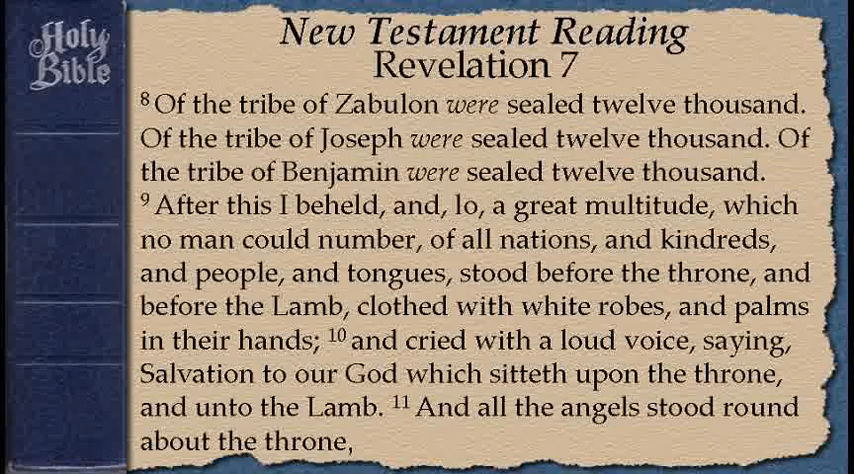 Holy
Bible
New Testament Reading
Revelation 7
8 Of the tribe of Zabulon were sealed twelve thousand.
Of the tribe of Joseph were sealed twelve thousand. Of
the tribe of Benjamin were sealed twelve thousand.
9 After this I beheld, and, lo, a great multitude, which
no man could number, of all nations, and kindreds,
and people, and tongues, stood before the throne, and
before the Lamb, clothed with white robes, and palms
in their hands; 10 and cried with a loud voice, saying,
Salvation to our God which sitteth upon the throne,
and unto the Lamb. 11 And all the angels stood round
about the throne,